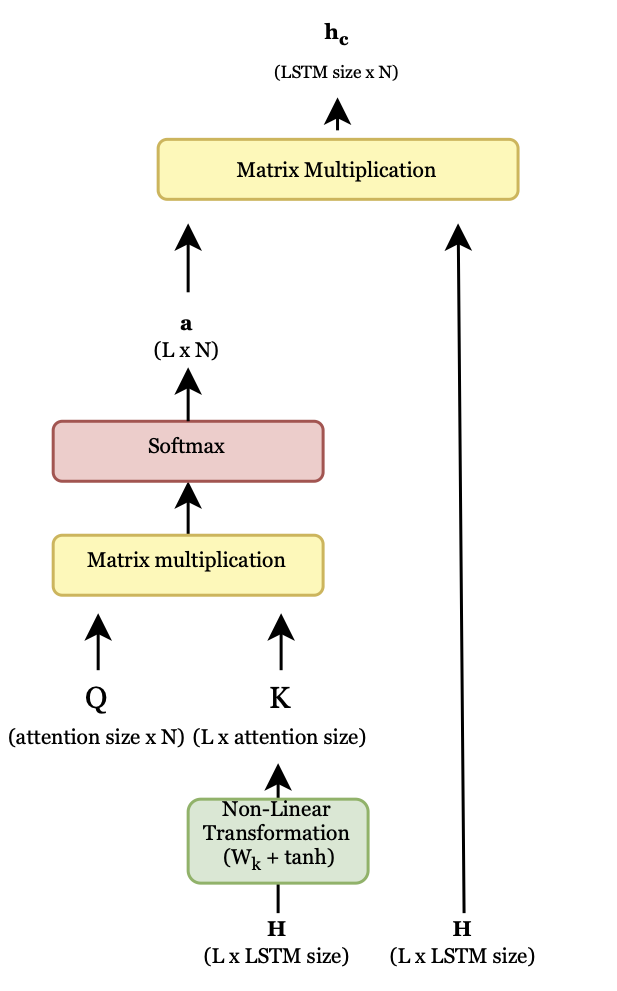 h_c
(LSTM size x N)
Matrix Multiplication
a
(L x N)
Softmax
Matrix multiplication
Q
K
(attention size x N)
(L x attention size)
Non-Linear
Transformation
(W_k + tanh)
H
(L x LSTM size)
H
(L x LSTM size)